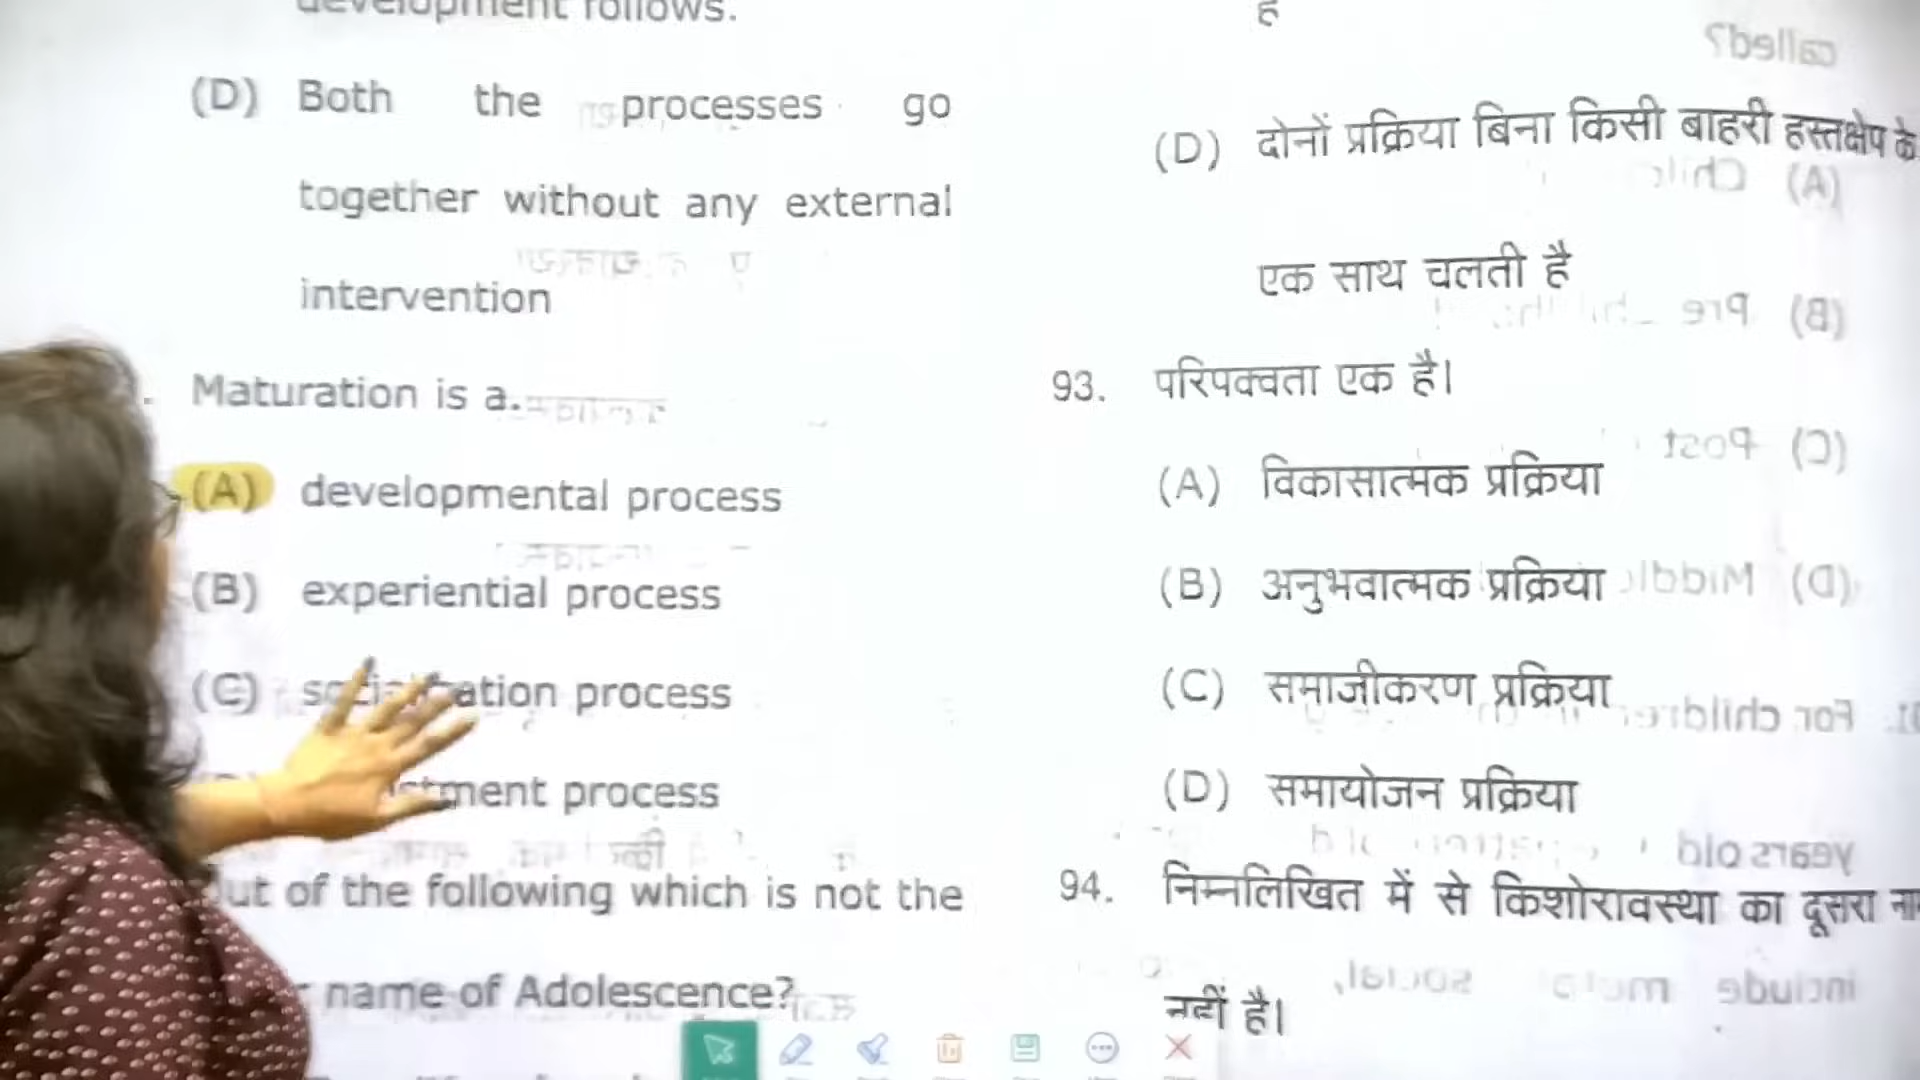 development follows.
(D) Both the processes go
together without any external
intervention
Maturation is a.
(A) developmental process
(B) experiential process
(C) process
process
of the following which is not the
name of Adolescence?
है
(D) दोनों प्रक्रिया बिना किसी बाहरी हस्तक्षेप के
एक साथ चलती है
93. परिपक्वता एक है।
(A) विकासात्मक प्रक्रिया
(B) अनुभवात्मक प्रक्रिया
(C) समाजीकरण प्रक्रिया
(D) समायोजन प्रक्रिया
94. निम्नलिखित में से किशोरावस्था का दूसरा
नहीं है।